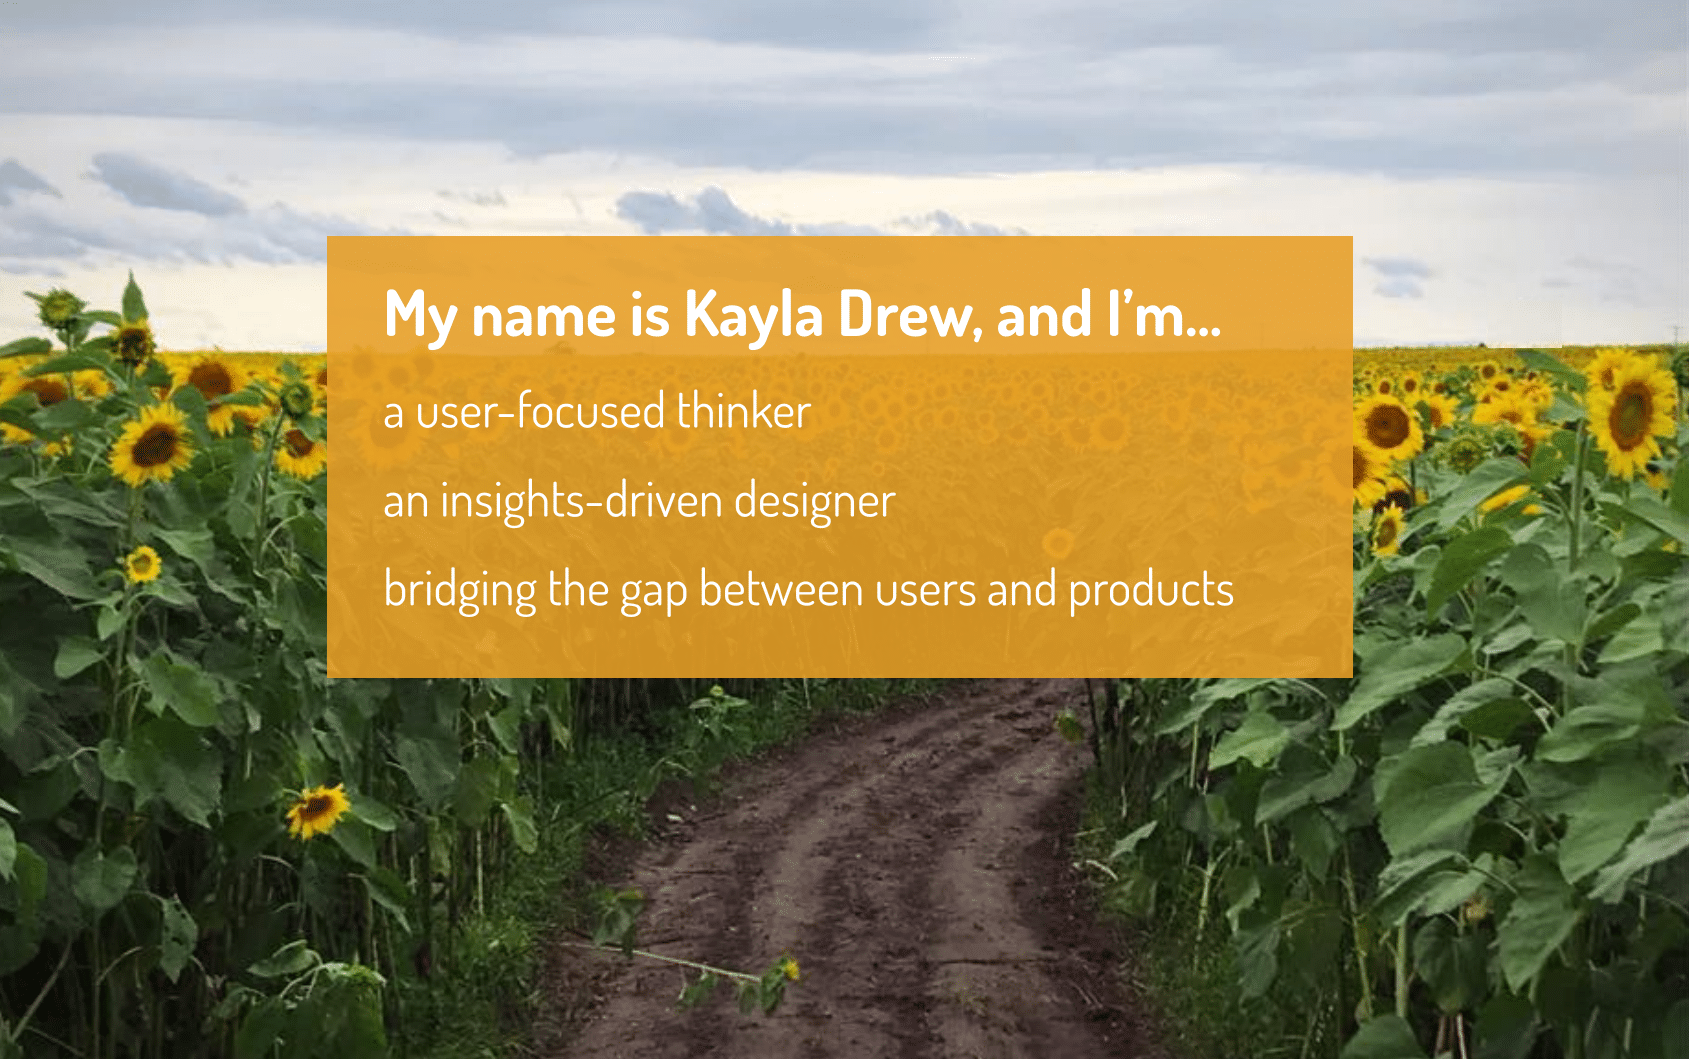 My name is Kayla Drew, and I’m...
a user-focused thinker
an insights-driven designer
bridging the gap between users and products